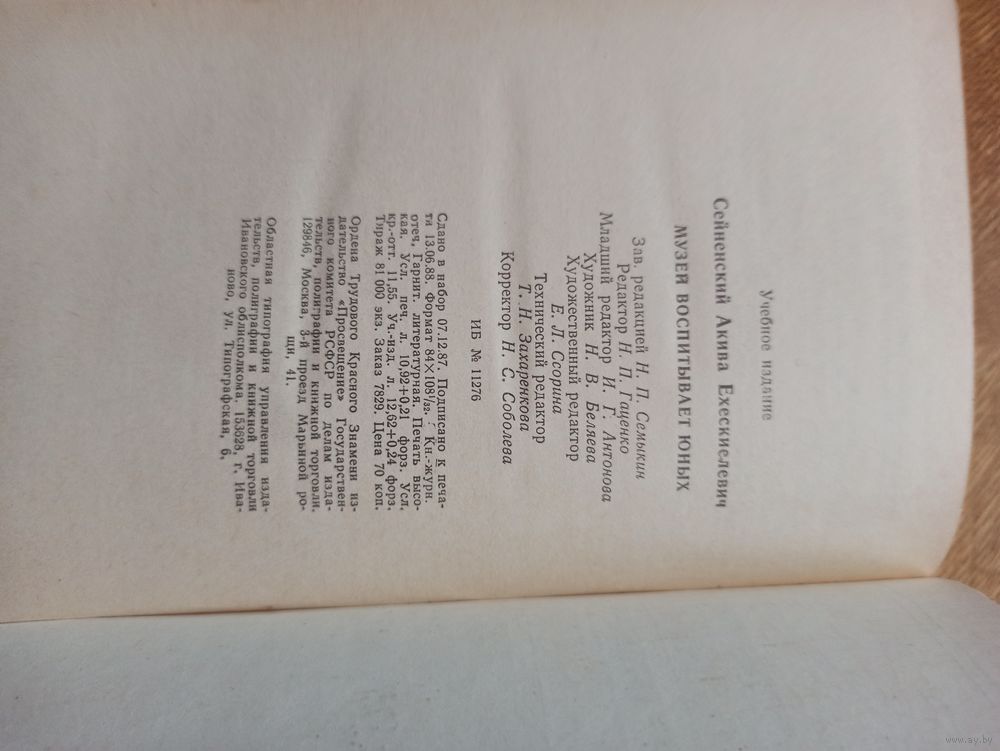 Учебное издание
Сейненский Акива Ехескиелевич
МУЗЕЙ ВОСПИТЫВАЕТ ЮНЫХ
Зав. редакцией Н. П. Семыкин
Редактор Н. П. Гаценко
Младший редактор И. Г. Антонова
Художник Н. В. Беляева
Художественный редактор
Е. Л. Ссорина
Технический редактор
Т. Н. Захаренкова
Корректор Н. С. Соболева
ИБ № 11276
Сдано в набор 07.12.87. Подписано к печа-
ти 13.06.88. Формат 84×108¹/₃₂. Кн.-журн.
отеч, Гарнит. литературная. Печать высо-
кая. Усл. печ. л. 10,92+0,21 форз. Усл.
кр.-отт. 11,55. Уч.-изд. л. 12,62+0,24 форз.
Тираж 81 000 экз. Заказ 7829. Цена 70 коп.
Ордена Трудового Красного Знамени из-
дательство «Просвещение» Государствен-
ного комитета РСФСР по делам изда-
тельств, полиграфии и книжной торговли.
129846, Москва, 3-й проезд Марьиной ро-
щи, 41.
Областная типография управления изда-
тельств, полиграфии и книжной торговли
Ивановского облисполкома. 153628, г. Ива-
ново, ул. Типографская, 6,
www.ay.by